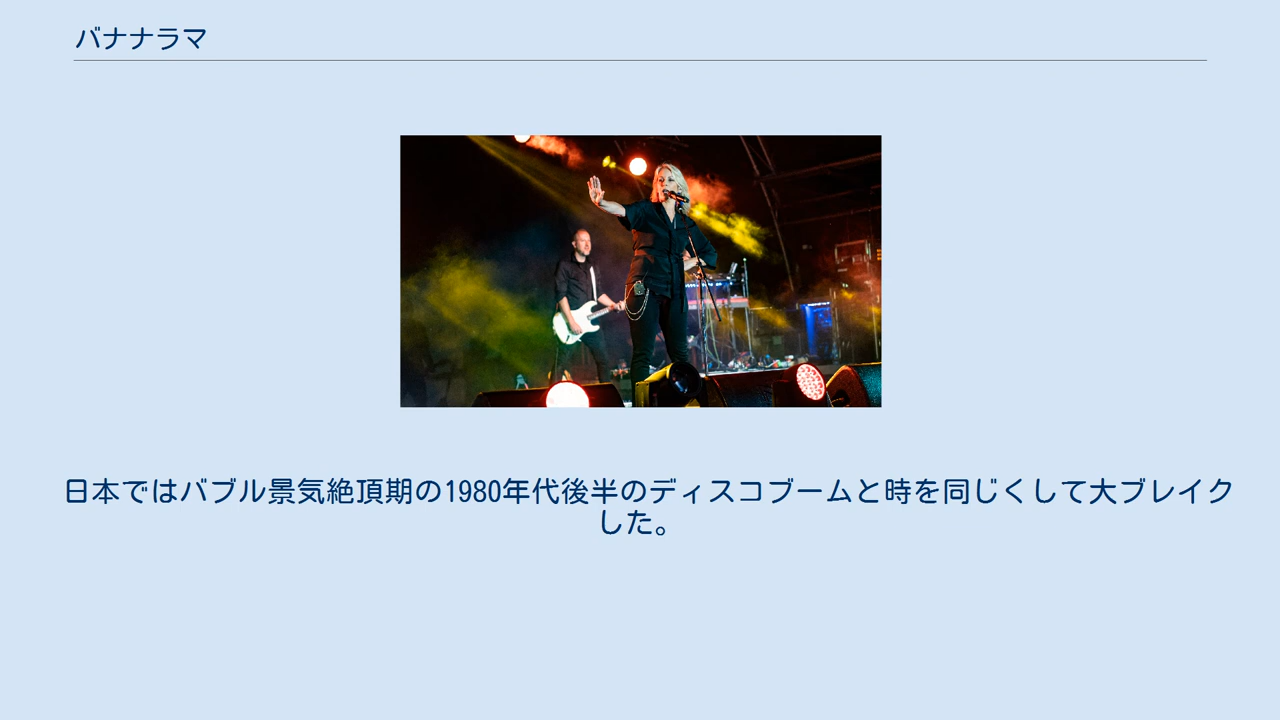 バナナラマ
日本ではバブル景気絶頂期の1980年代後半のディスコブームと時を同じくして大ブレイク
した。